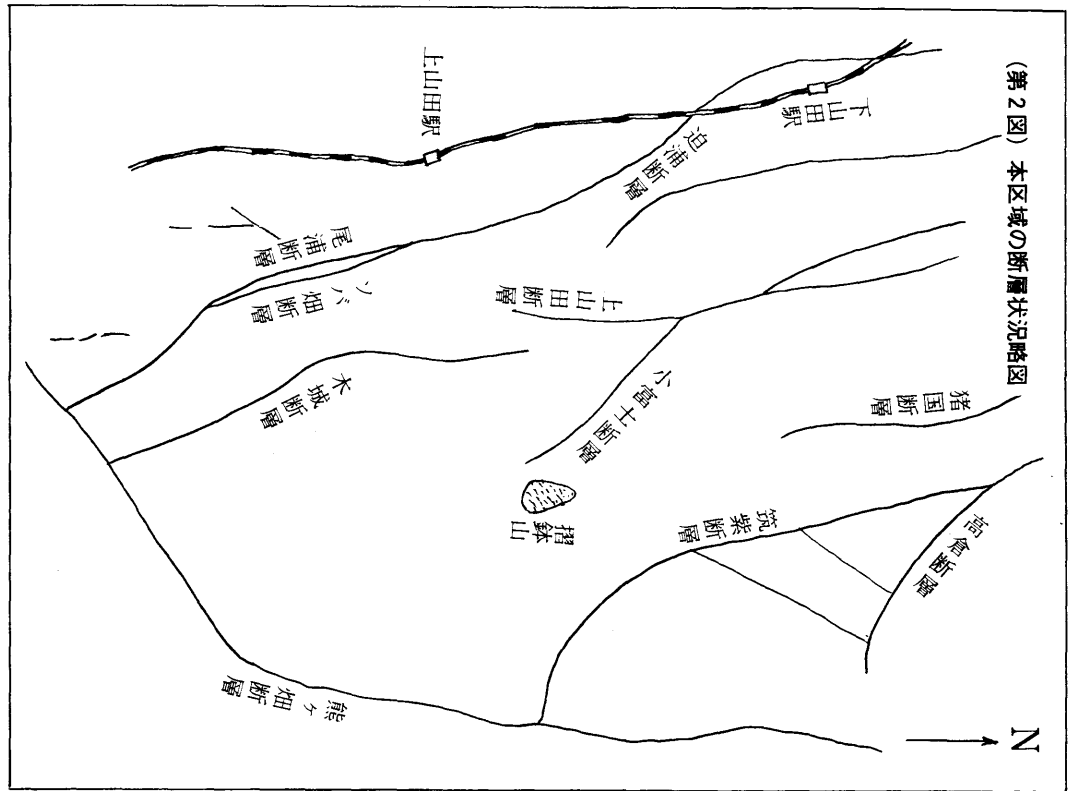 (第2図) 本区域の断層状況略図
下山田駅
上山田駅
迫浦断層
尾浦断層
ソバ畑断層
上山田断層
木城断層
小富士断層
猪国断層
摺鉢山
筑紫断層
高倉断層
熊ヶ畑断層
N